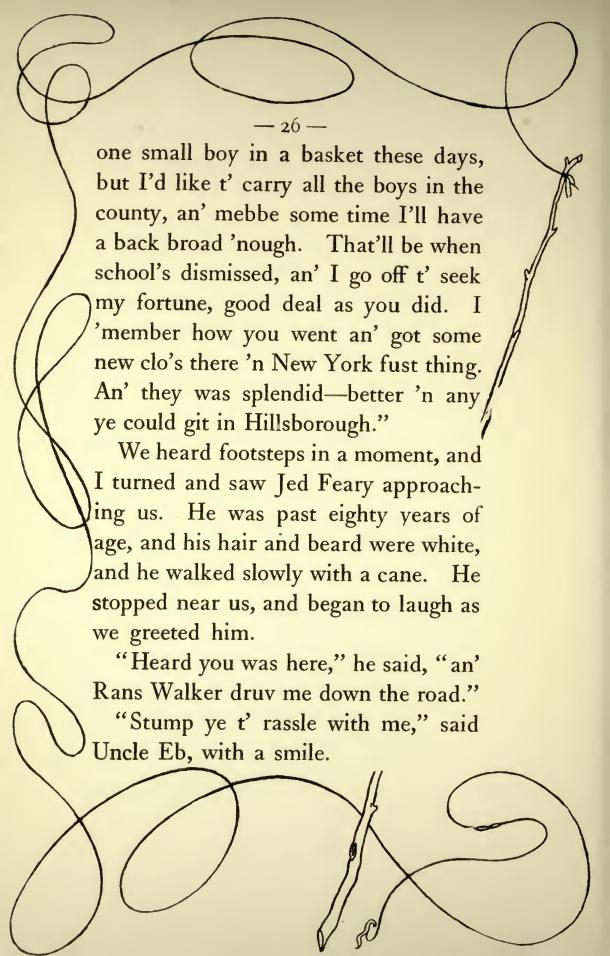 — 26 —
one small boy in a basket these days,
but I'd like t' carry all the boys in the
county, an' mebbe some time I'll have
a back broad 'nough. That'll be when
school's dismissed, an' I go off t' seek
my fortune, good deal as you did. I
'member how you went an' got some
new clo's there 'n New York fust thing.
An' they was splendid—better 'n any
ye could git in Hillsborough."
We heard footsteps in a moment, and
I turned and saw Jed Feary approach-
ing us. He was past eighty years of
age, and his hair and beard were white,
and he walked slowly with a cane. He
stopped near us, and began to laugh as
we greeted him.
"Heard you was here," he said, "an'
Rans Walker druv me down the road."
"Stump ye t' rassle with me," said
Uncle Eb, with a smile.